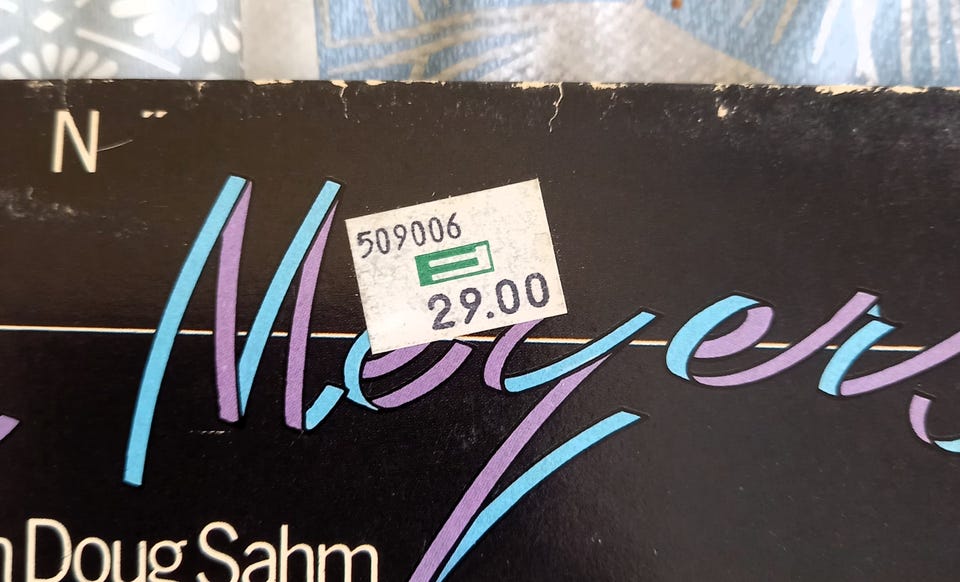 N "
509006
29.00
Meyers
Doug Sahm